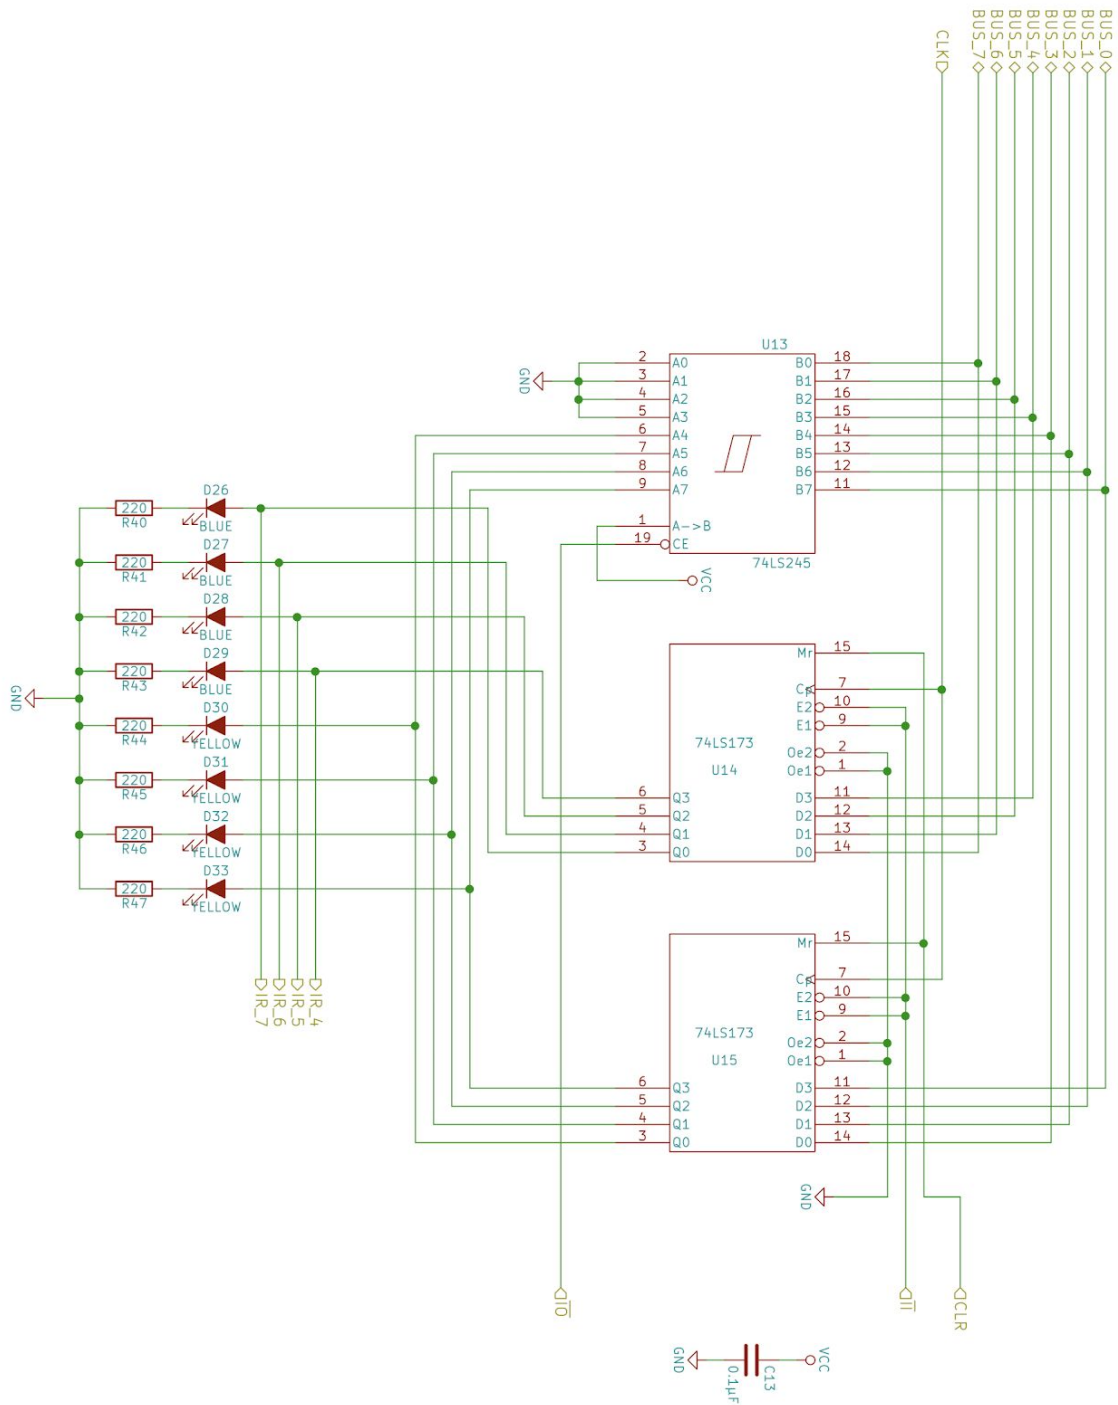 BUS_0
BUS_1
BUS_2
BUS_3
BUS_4
BUS_5
BUS_6
BUS_7
CLK
U13
2 A0 B0 18
3 A1 B1 17
4 A2 B2 16
5 A3 B3 15
6 A4 B4 14
7 A5 B5 13
8 A6 B6 12
9 A7 B7 11
1 A->B
19 CE
74LS245
GND
VCC
D26
220 BLUE
R40
D27
220 BLUE
R41
D28
220 BLUE
R42
D29
220 BLUE
R43
D30
220 YELLOW
R44
D31
220 YELLOW
R45
D32
220 YELLOW
R46
D33
220 YELLOW
R47
GND
Mr 15
Cp 7
E2 10
E1 9
74LS173
Oe2 2
U14
Oe1 1
6 Q3 D3 11
5 Q2 D2 12
4 Q1 D1 13
3 Q0 D0 14
Mr 15
Cp 7
E2 10
E1 9
74LS173
Oe2 2
U15
Oe1 1
6 Q3 D3 11
5 Q2 D2 12
4 Q1 D1 13
3 Q0 D0 14
IR_7
IR_6
IR_5
IR_4
GND
IO
II
CLR
GND
VCC
C13
0.1µF